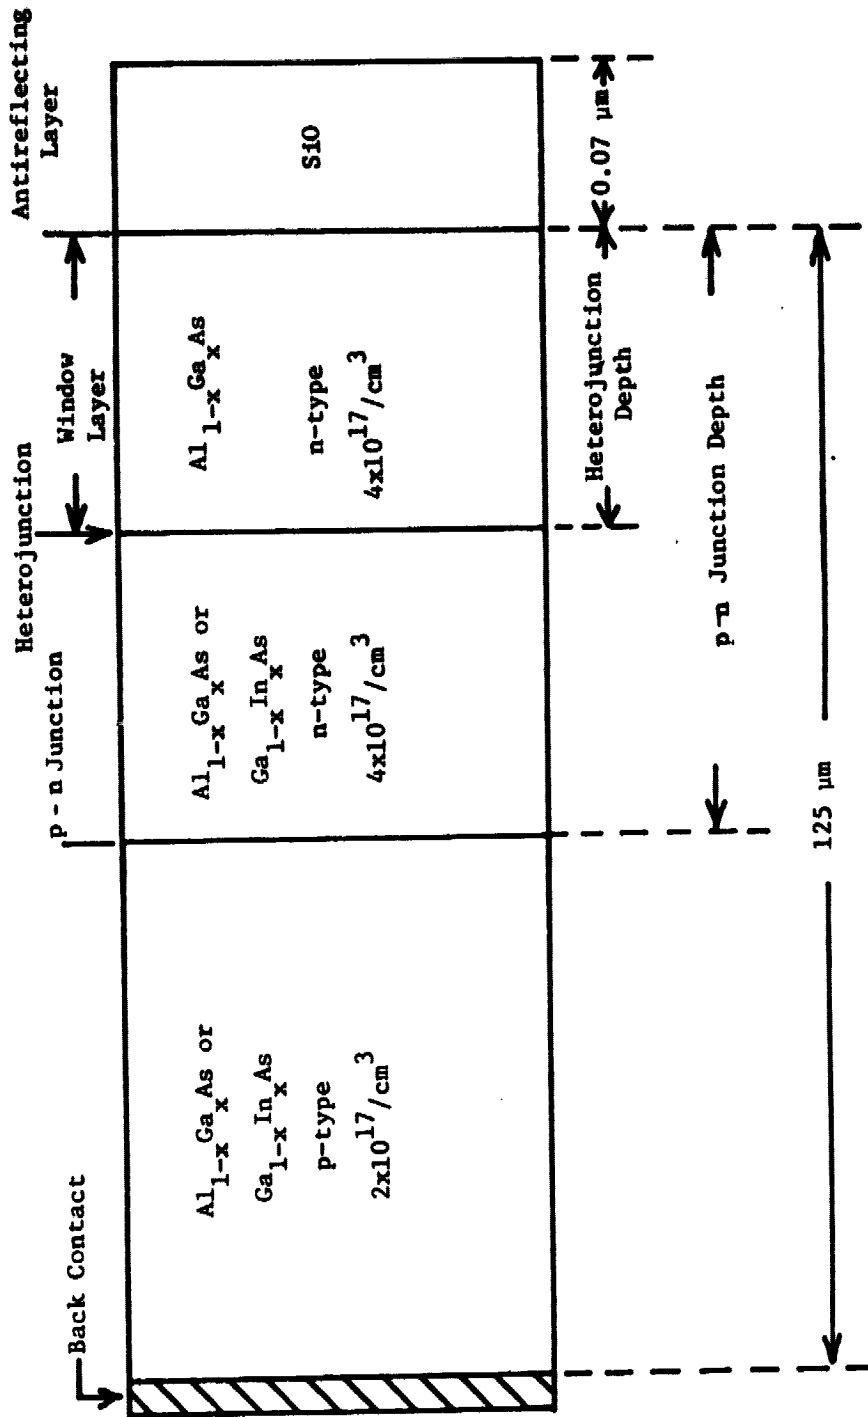 Back Contact
p - n Junction
Heterojunction
Window
Layer
Antireflecting
Layer
Al1-xGaxAs or
Ga1-xInxAs
p-type
2x10^17/cm^3
Al1-xGaxAs or
Ga1-xInxAs
n-type
4x10^17/cm^3
Al1-xGaxAs
n-type
4x10^17/cm^3
SiO
Heterojunction
Depth
0.07 µm
p-n Junction Depth
125 µm